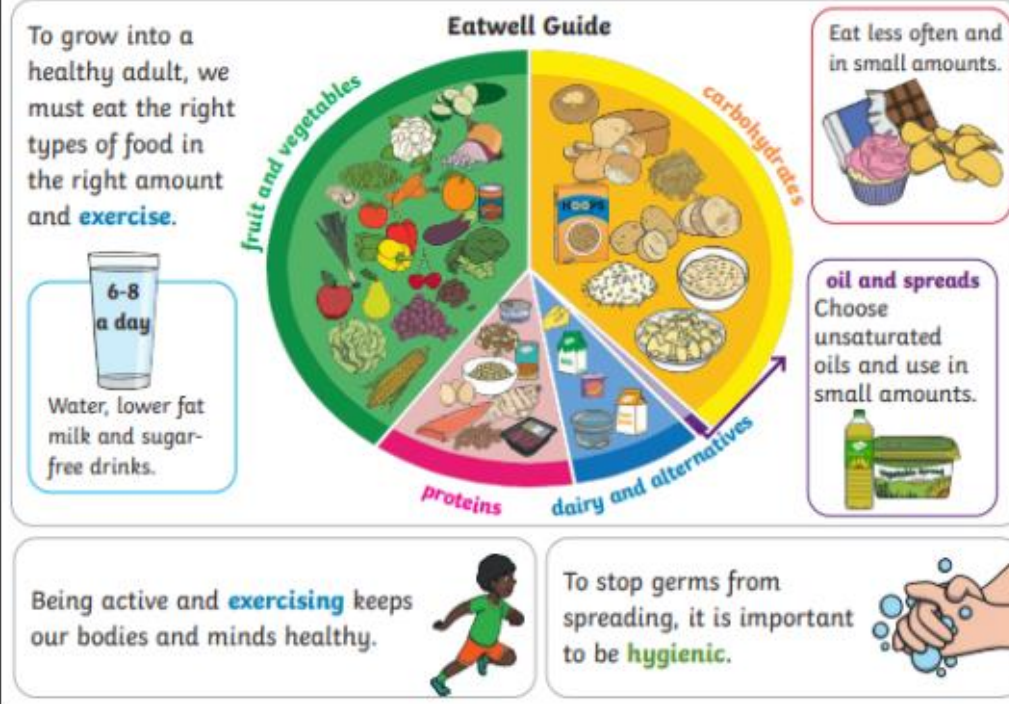 Eatwell Guide
To grow into a
healthy adult, we
must eat the right
types of food in
the right amount
and exercise.
6-8
a day
Water, lower fat
milk and sugar-
free drinks.
fruit and vegetables
carbohydrates
HOOPS
proteins
dairy and alternatives
Eat less often and
in small amounts.
oil and spreads
Choose
unsaturated
oils and use in
small amounts.
Vegetable Spread
Being active and exercising keeps
our bodies and minds healthy.
To stop germs from
spreading, it is important
to be hygienic.